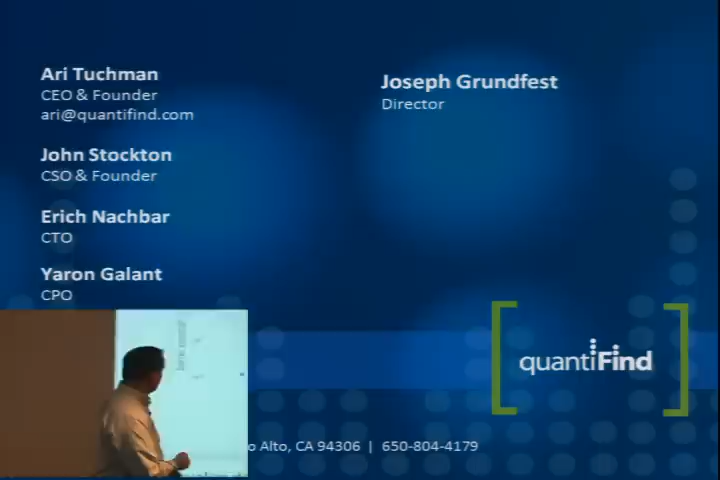 Ari Tuchman
CEO & Founder
ari@quantifind.com
John Stockton
CSO & Founder
Erich Nachbar
CTO
Yaron Galant
CPO
Joseph Grundfest
Director
quantiFind
Alto, CA 94306 | 650-804-4179